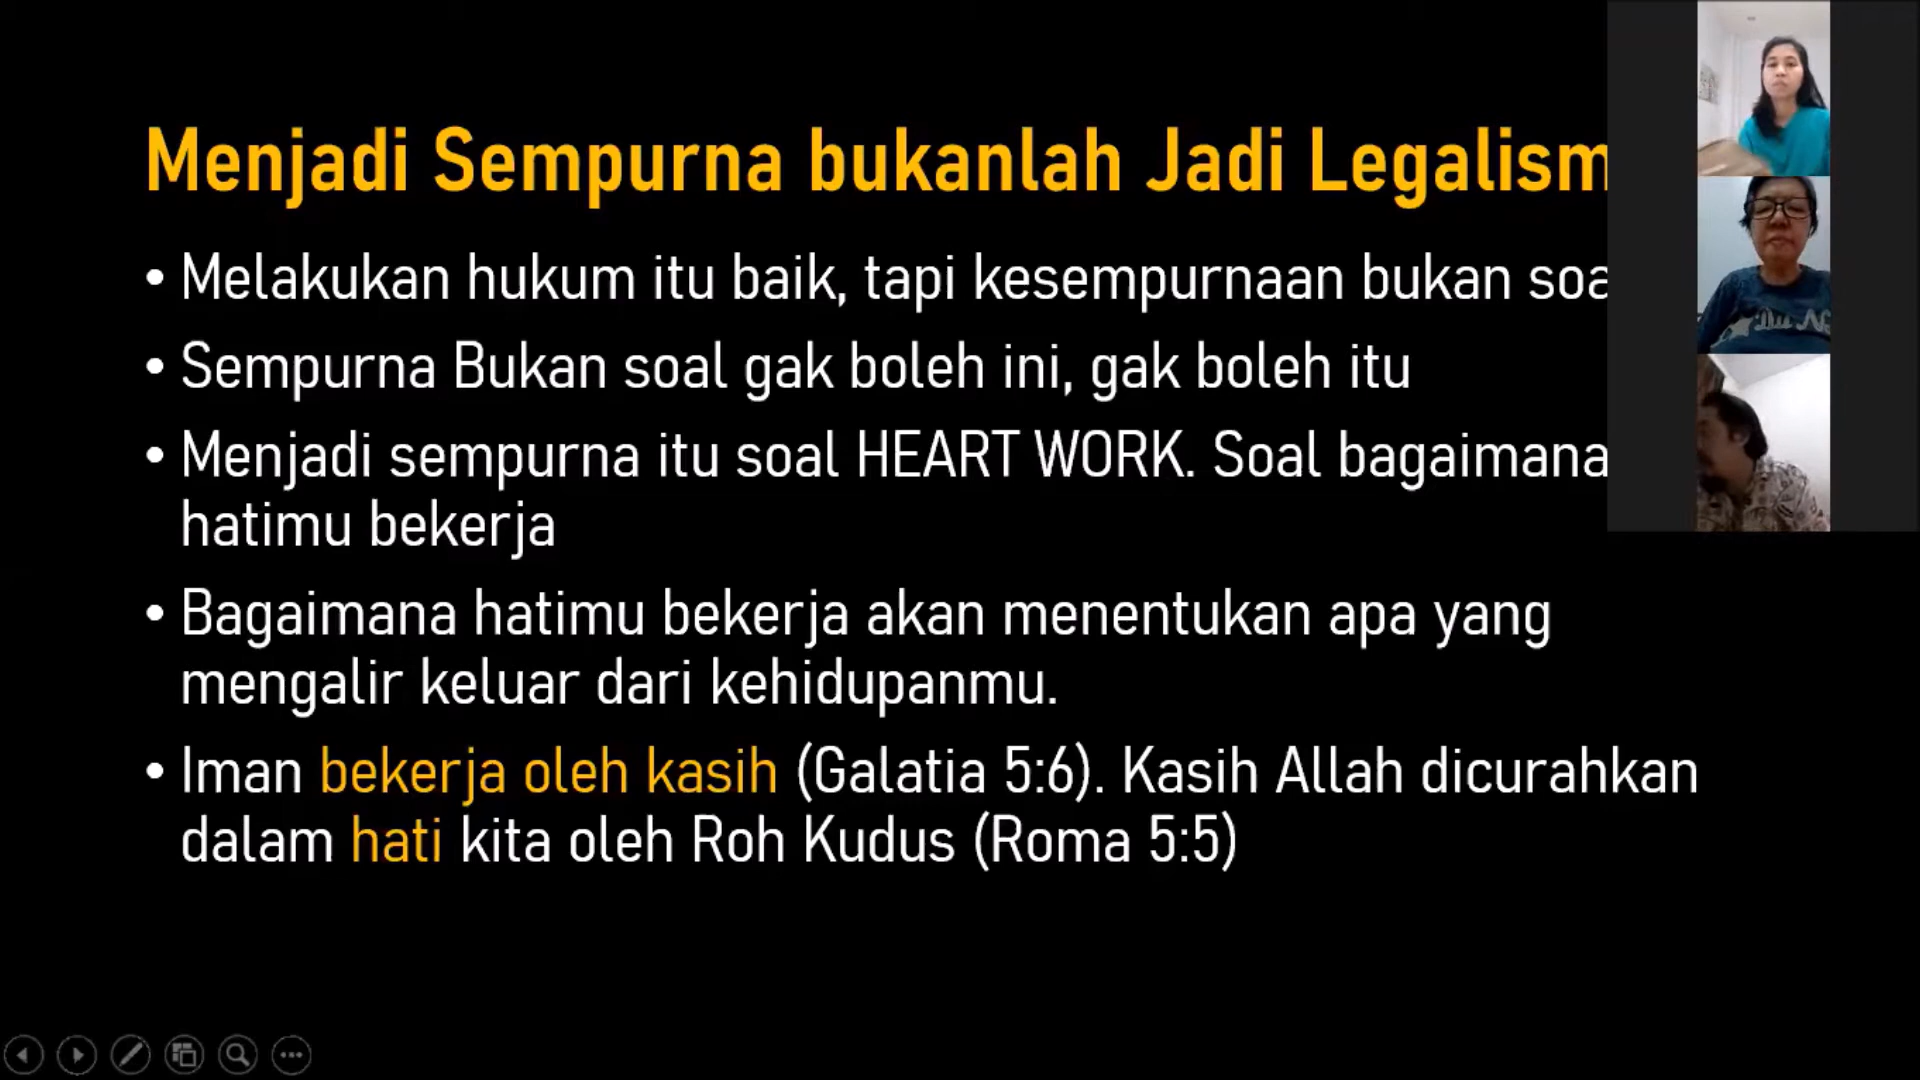 Menjadi Sempurna bukanlah Jadi Legalism
• Melakukan hukum itu baik, tapi kesempurnaan bukan soa
• Sempurna Bukan soal gak boleh ini, gak boleh itu
• Menjadi sempurna itu soal HEART WORK. Soal bagaimana
hatimu bekerja
• Bagaimana hatimu bekerja akan menentukan apa yang
mengalir keluar dari kehidupanmu.
• Iman bekerja oleh kasih (Galatia 5:6). Kasih Allah dicurahkan
dalam hati kita oleh Roh Kudus (Roma 5:5)